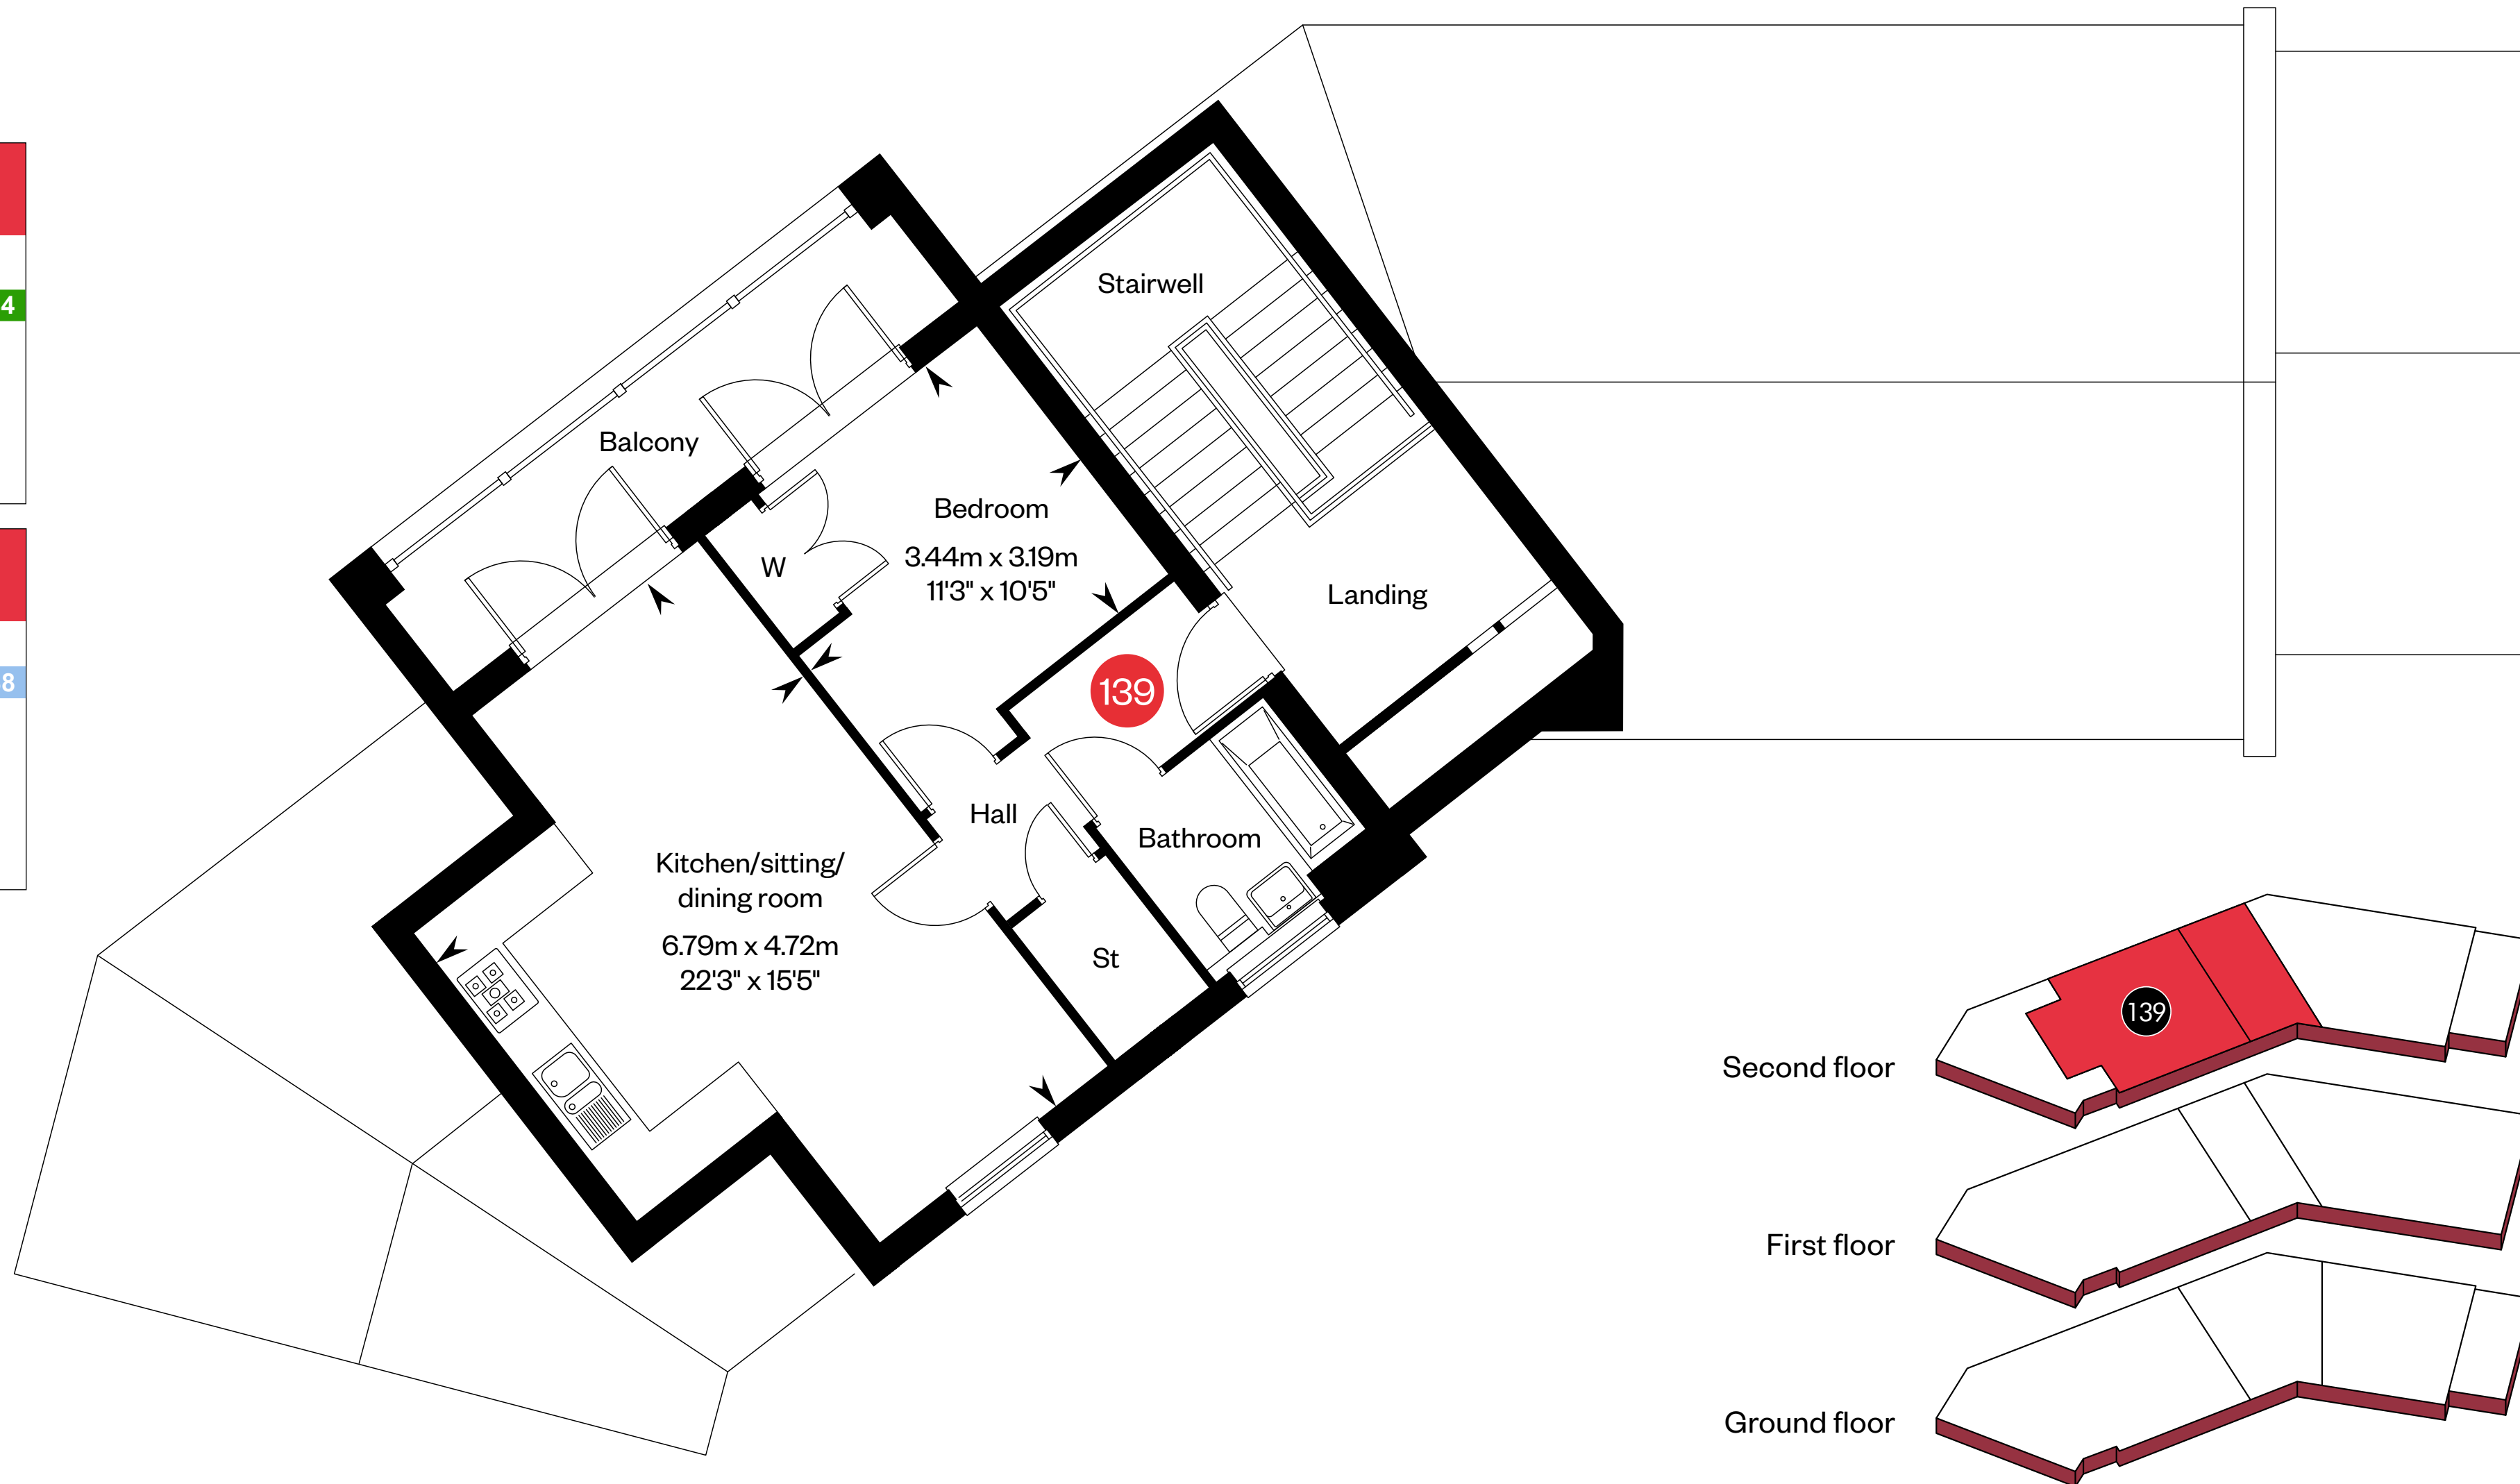 4
8
Stairwell
Balcony
Bedroom
3.44m x 3.19m
11'3" x 10'5"
W
Landing
139
Hall
Bathroom
Kitchen/sitting/
dining room
6.79m x 4.72m
22'3" x 15'5"
St
139
Second floor
First floor
Ground floor